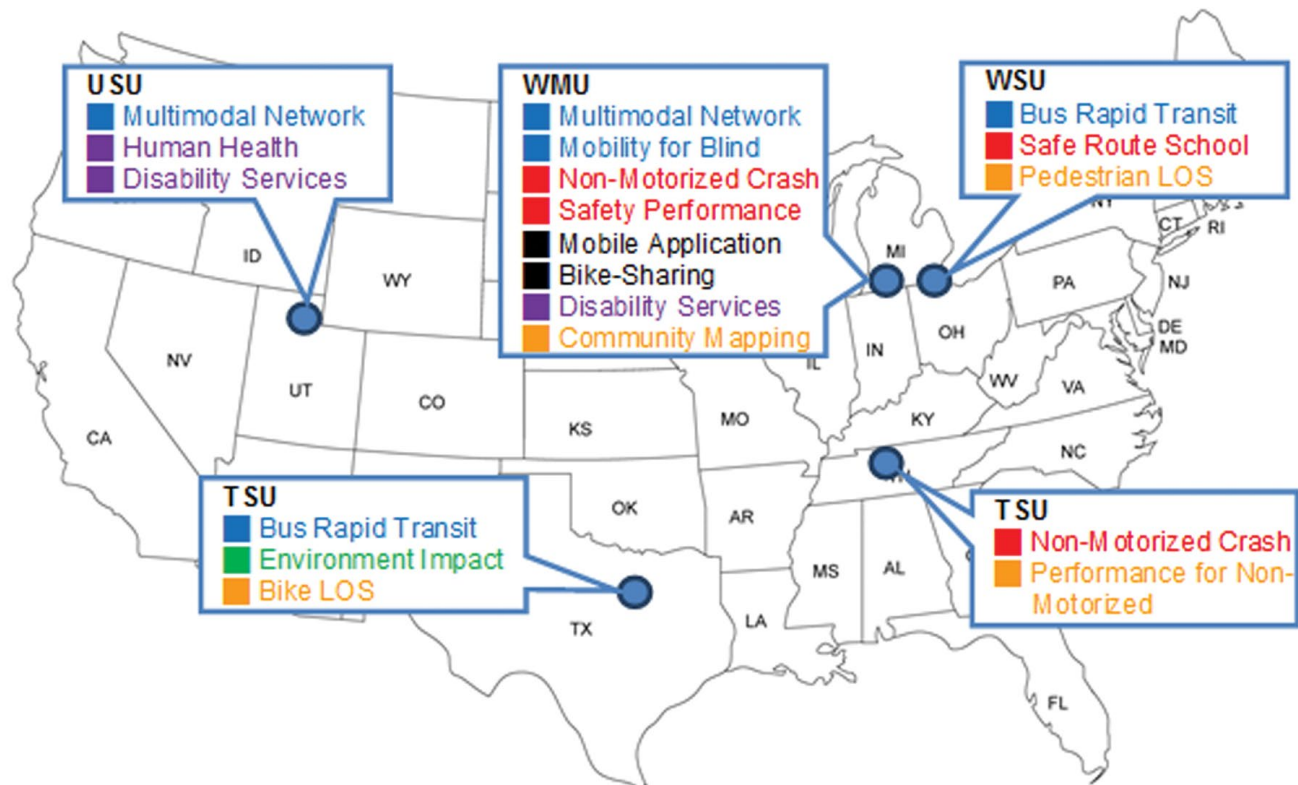 USU
Multimodal Network
Human Health
Disability Services
WMU
Multimodal Network
Mobility for Blind
Non-Motorized Crash
Safety Performance
Mobile Application
Bike-Sharing
Disability Services
Community Mapping
WSU
Bus Rapid Transit
Safe Route School
Pedestrian LOS
NY
CT
RI
ID
WY
MI
PA
NJ
NV
UT
CO
IL
IN
OH
DE
MD
WV
VA
CA
KS
MO
KY
NC
TSU
Bus Rapid Transit
Environment Impact
Bike LOS
OK
AR
TSU
Non-Motorized Crash
Performance for Non-
Motorized
TX
LA
MS
AL
FL